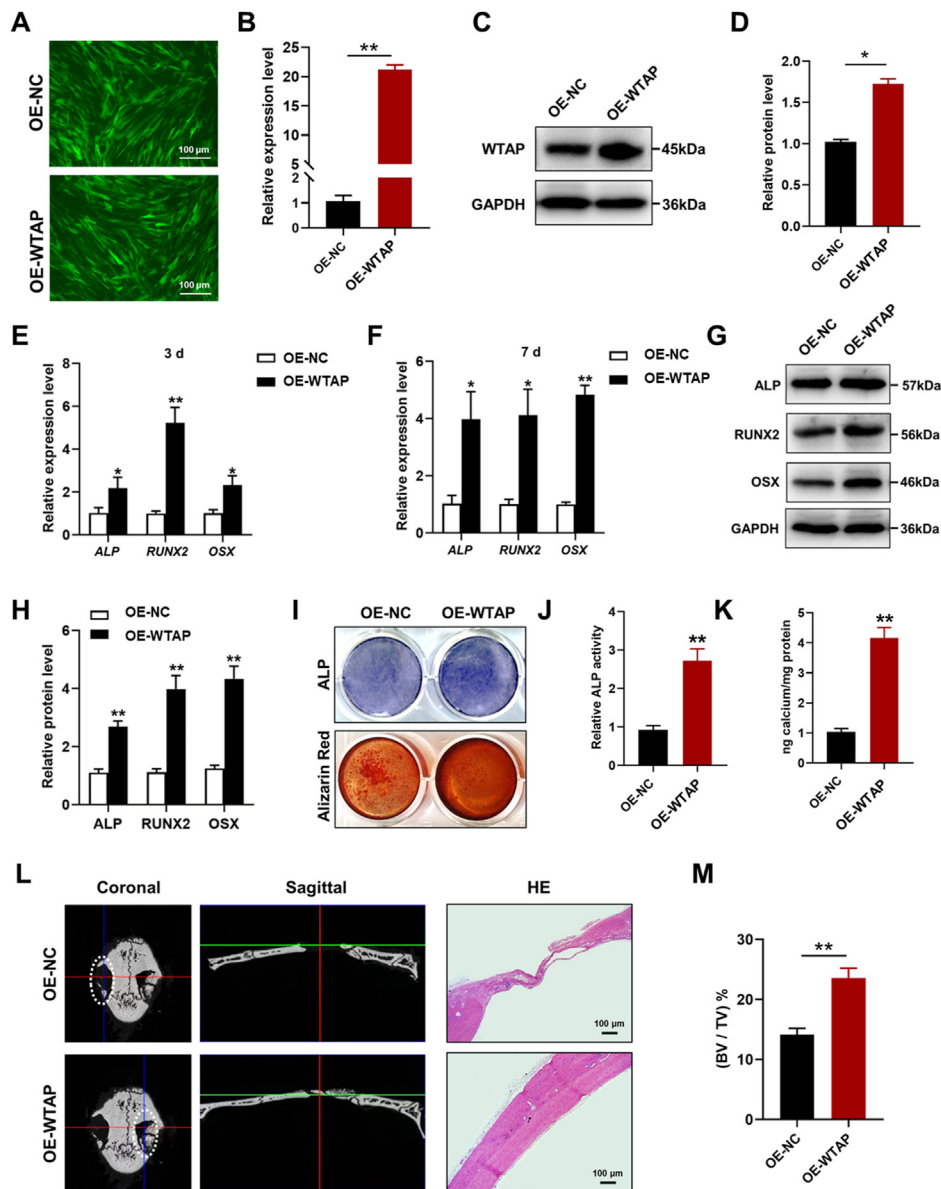 A
OE-NC
100 µm
OE-WTAP
100 µm
B
Relative expression level
25
20
15
10
5
2
1
0
**
OE-NC
OE-WTAP
C
OE-NC
OE-WTAP
WTAP
45kDa
GAPDH
36kDa
D
Relative protein level
2.0
1.5
1.0
0.5
0.0
*
OE-NC
OE-WTAP
E
3 d
OE-NC
OE-WTAP
Relative expression level
8
6
4
2
0
*
**
*
ALP RUNX2 OSX
F
7 d
OE-NC
OE-WTAP
Relative expression level
6
4
2
0
*
*
**
ALP RUNX2 OSX
G
OE-NC
OE-WTAP
ALP
57kDa
RUNX2
56kDa
OSX
46kDa
GAPDH
36kDa
H
OE-NC
OE-WTAP
Relative protein level
6
4
2
0
**
**
**
ALP RUNX2 OSX
I
OE-NC OE-WTAP
ALP
Alizarin Red
J
Relative ALP activity
4
3
2
1
0
**
OE-NC
OE-WTAP
K
ng calcium/mg protein
5
4
3
2
1
0
**
OE-NC
OE-WTAP
L
Coronal
Sagittal
HE
OE-NC
100 µm
OE-WTAP
100 µm
M
(BV / TV) %
30
20
10
0
**
OE-NC
OE-WTAP